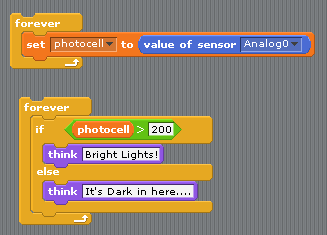 forever
set photocell to value of sensor Analog0
forever
if photocell > 200
think Bright Lights!
else
think It's Dark in here....